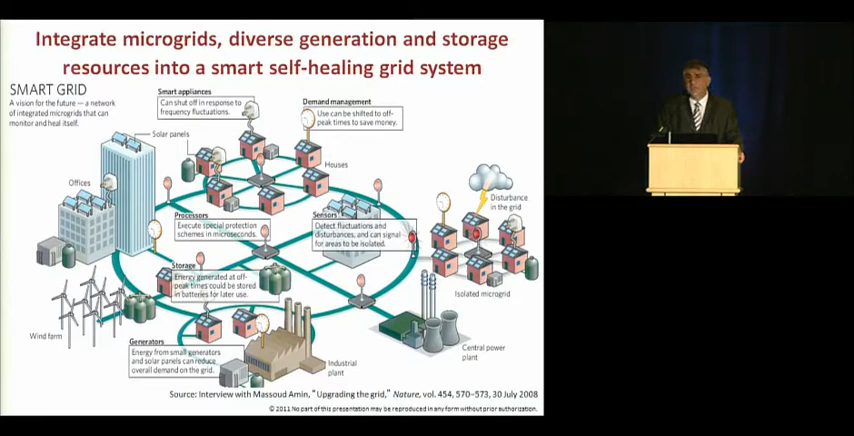 Integrate microgrids, diverse generation and storage
resources into a smart self-healing grid system
SMART GRID
A vision for the future — a network
of integrated microgrids that can
monitor and heal itself.
Smart appliances
Can shut off in response to
frequency fluctuations.
Demand management
Use can be shifted to off-
peak times to save money.
Solar panels
Houses
Offices
Disturbance
in the grid
Processors
Execute special protection
schemes in microseconds.
Sensors
Detect fluctuations and
disturbances, and can signal
for areas to be isolated.
Storage
Energy generated at off-
peak times could be stored
in batteries for later use.
Isolated microgrid
Wind farm
Generators
Energy from small generators
and solar panels can reduce
overall demand on the grid.
Industrial
plant
Central power
plant
Source: Interview with Massoud Amin, "Upgrading the grid," Nature, vol. 454, 570–573, 30 July 2008
© 2011 No part of this presentation may be reproduced in any form without prior authorization.